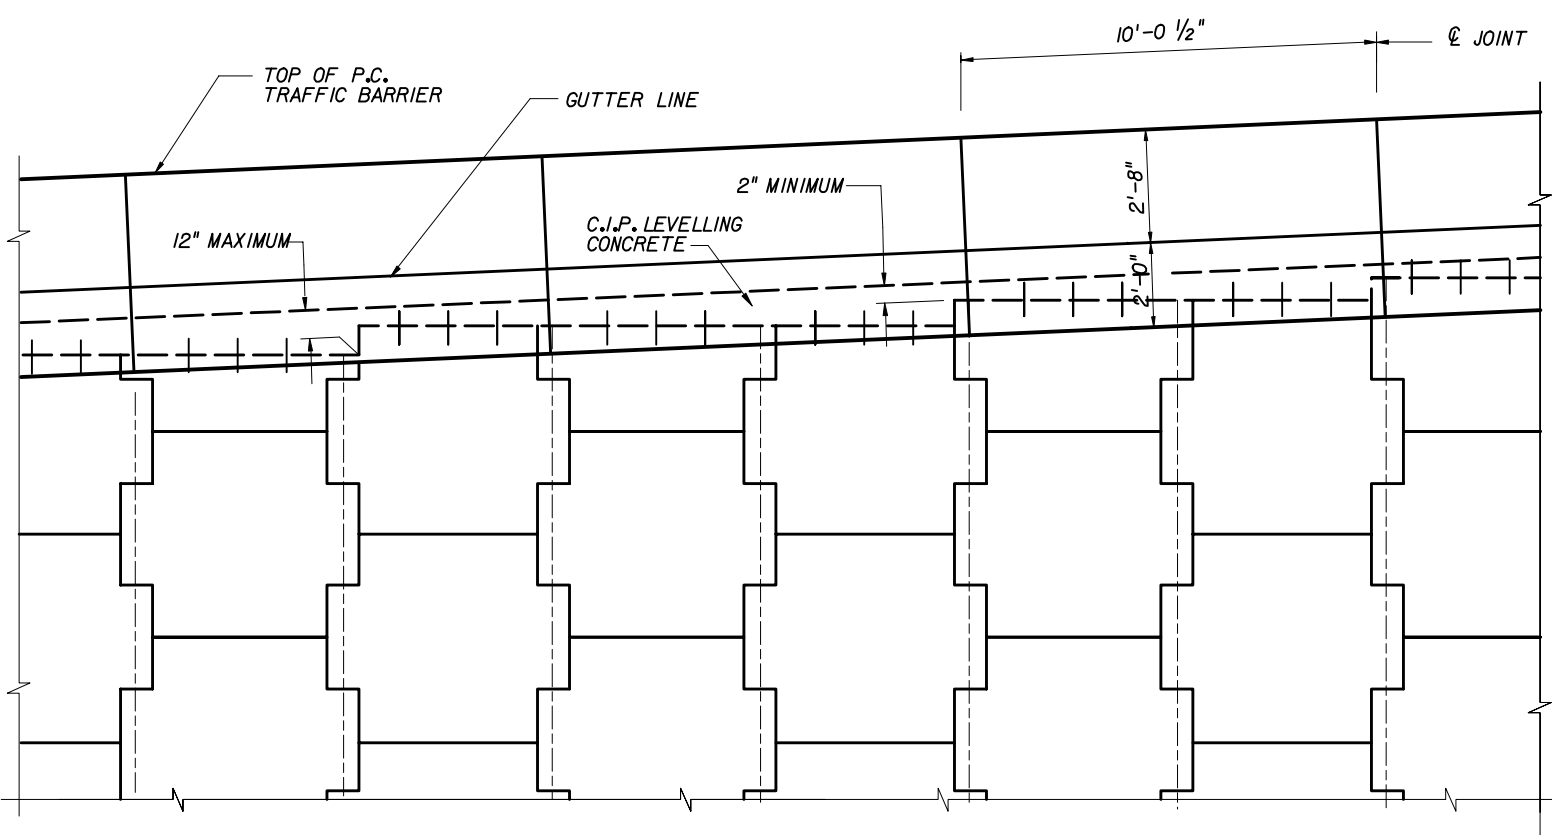 10'-0 ½"
℄ JOINT
TOP OF P.C.
TRAFFIC BARRIER
GUTTER LINE
2" MINIMUM
2'-8"
C.I.P. LEVELLING
CONCRETE
12" MAXIMUM
2'-0"